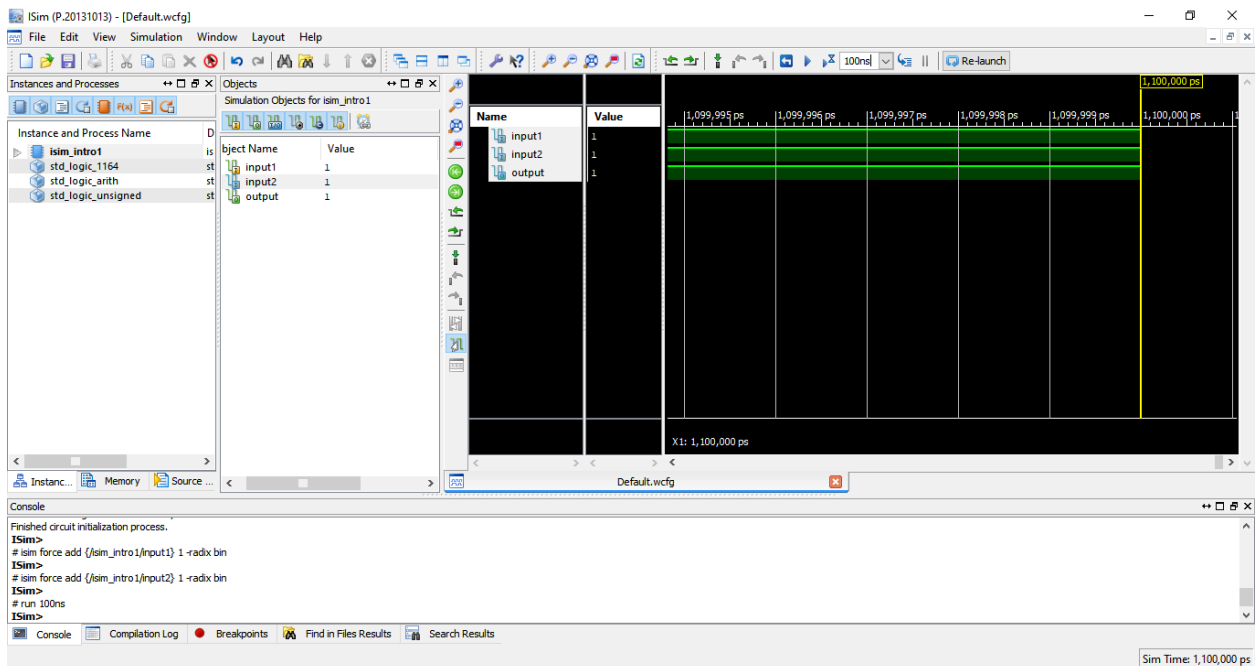 ISim (P.20131013) - [Default.wcfg]
File Edit View Simulation Window Layout Help
100ns Re-launch
Instances and Processes
Instance and Process Name D
isim_intro1 is
std_logic_1164 st
std_logic_arith st
std_logic_unsigned st
Instanc... Memory Source ...
Objects
Simulation Objects for isim_intro1
bject Name Value
input1 1
input2 1
output 1
Name Value
input1 1
input2 1
output 1
1,100,000 ps
1,099,995 ps 1,099,996 ps 1,099,997 ps 1,099,998 ps 1,099,999 ps 1,100,000 ps 1
X1: 1,100,000 ps
Default.wcfg
Console
Finished circuit initialization process.
ISim>
# isim force add {/isim_intro1/input1} 1 -radix bin
ISim>
# isim force add {/isim_intro1/input2} 1 -radix bin
ISim>
# run 100ns
ISim>
Console Compilation Log Breakpoints Find in Files Results Search Results
Sim Time: 1,100,000 ps